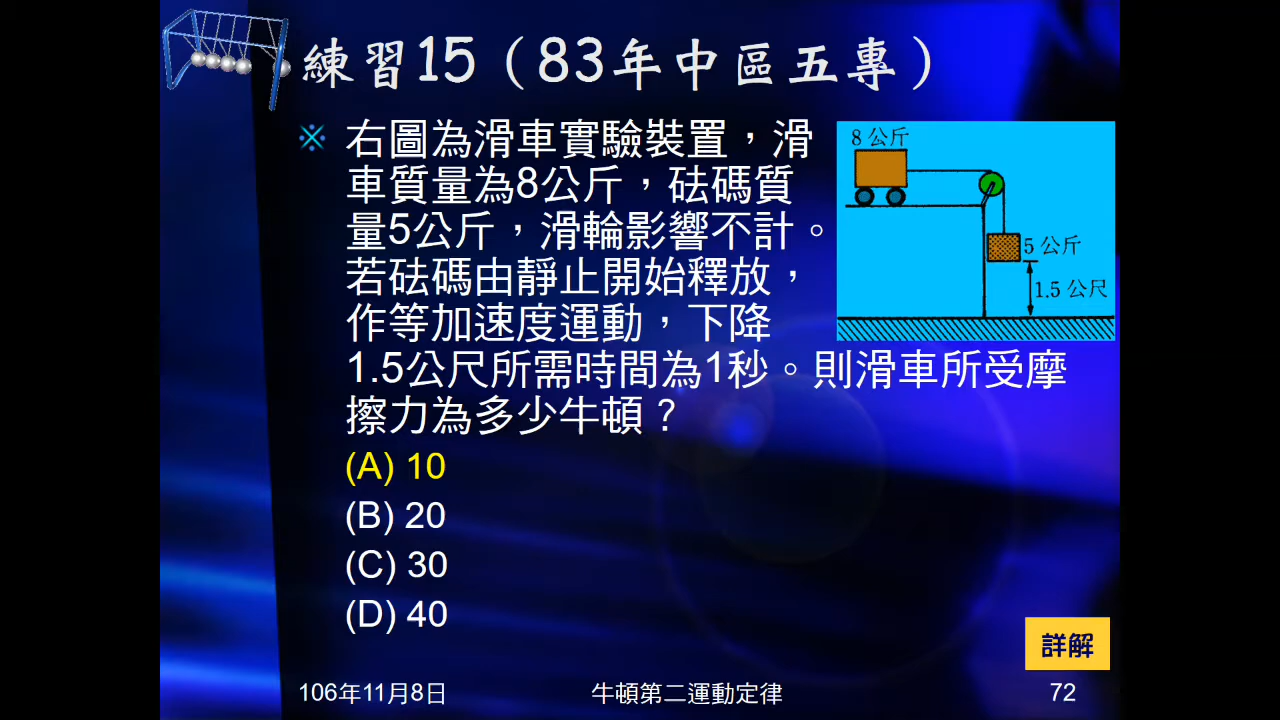 練習15（83年中區五專）
※ 右圖為滑車實驗裝置，滑
車質量為8公斤，砝碼質
量5公斤，滑輪影響不計。
若砝碼由靜止開始釋放，
作等加速度運動，下降
1.5公尺所需時間為1秒。則滑車所受摩
擦力為多少牛頓？
8 公斤
5 公斤
1.5 公尺
(A) 10
(B) 20
(C) 30
(D) 40
詳解
106年11月8日
牛頓第二運動定律
72